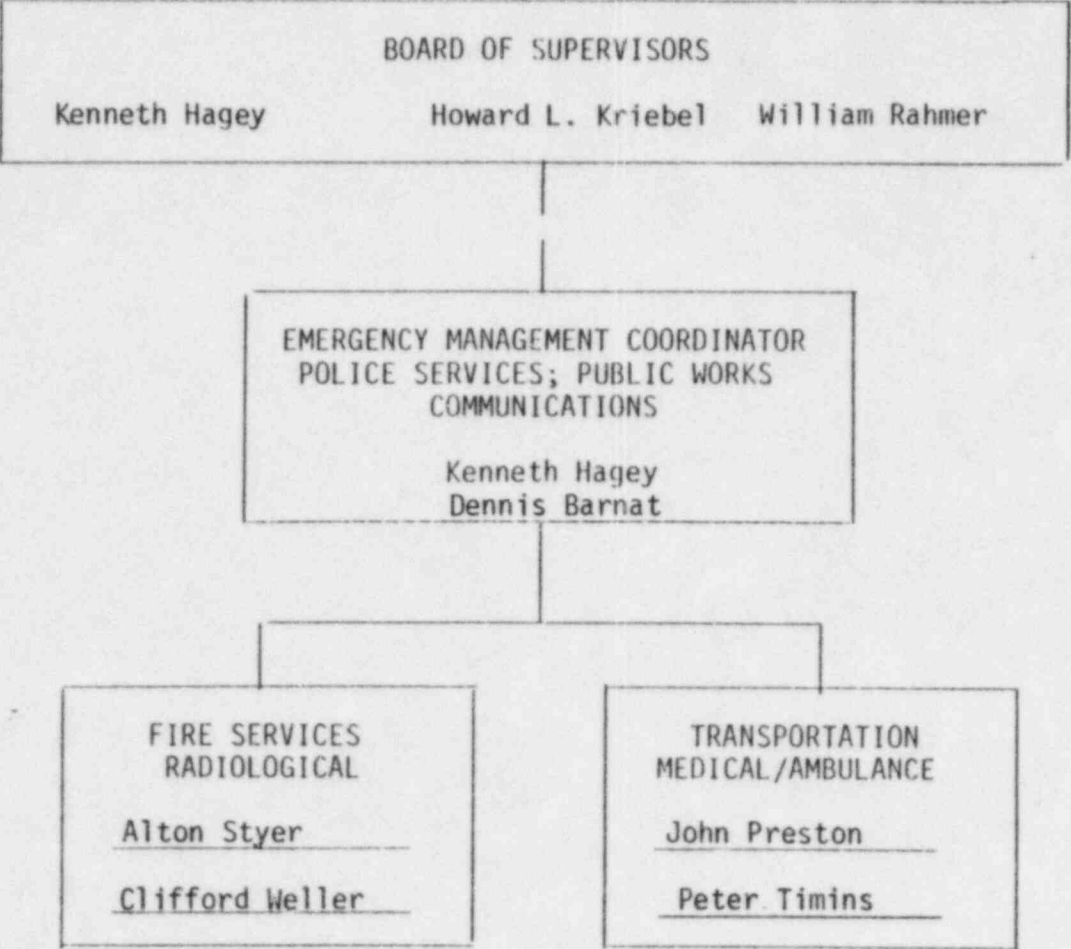 BOARD OF SUPERVISORS
Kenneth Hagey Howard L. Kriebel William Rahmer
EMERGENCY MANAGEMENT COORDINATOR
POLICE SERVICES; PUBLIC WORKS
COMMUNICATIONS
Kenneth Hagey
Dennis Barnat
FIRE SERVICES
RADIOLOGICAL
Alton Styer
Clifford Weller
TRANSPORTATION
MEDICAL/AMBULANCE
John Preston
Peter Timins